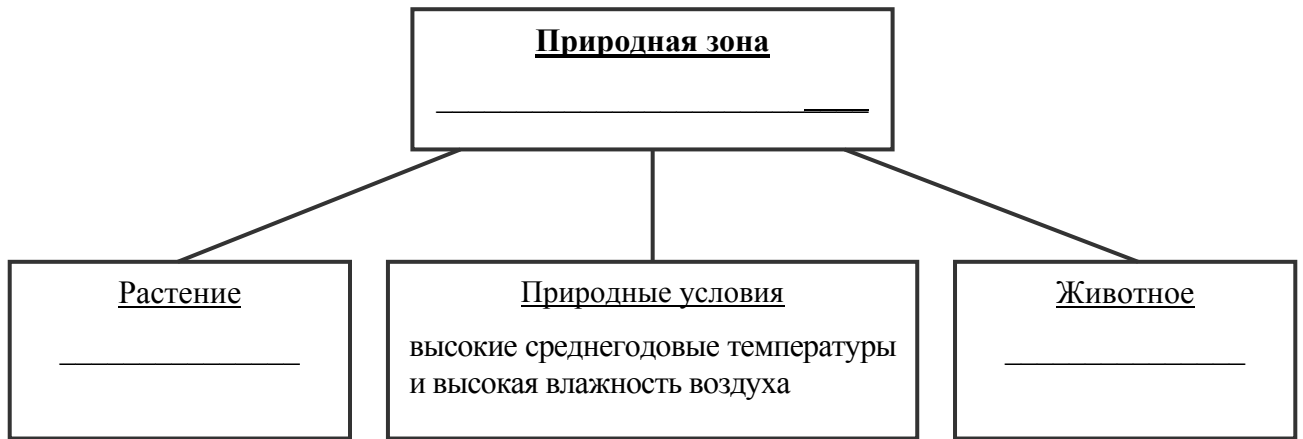 Природная зона
Растение
Природные условия
высокие среднегодовые температуры
и высокая влажность воздуха
Животное